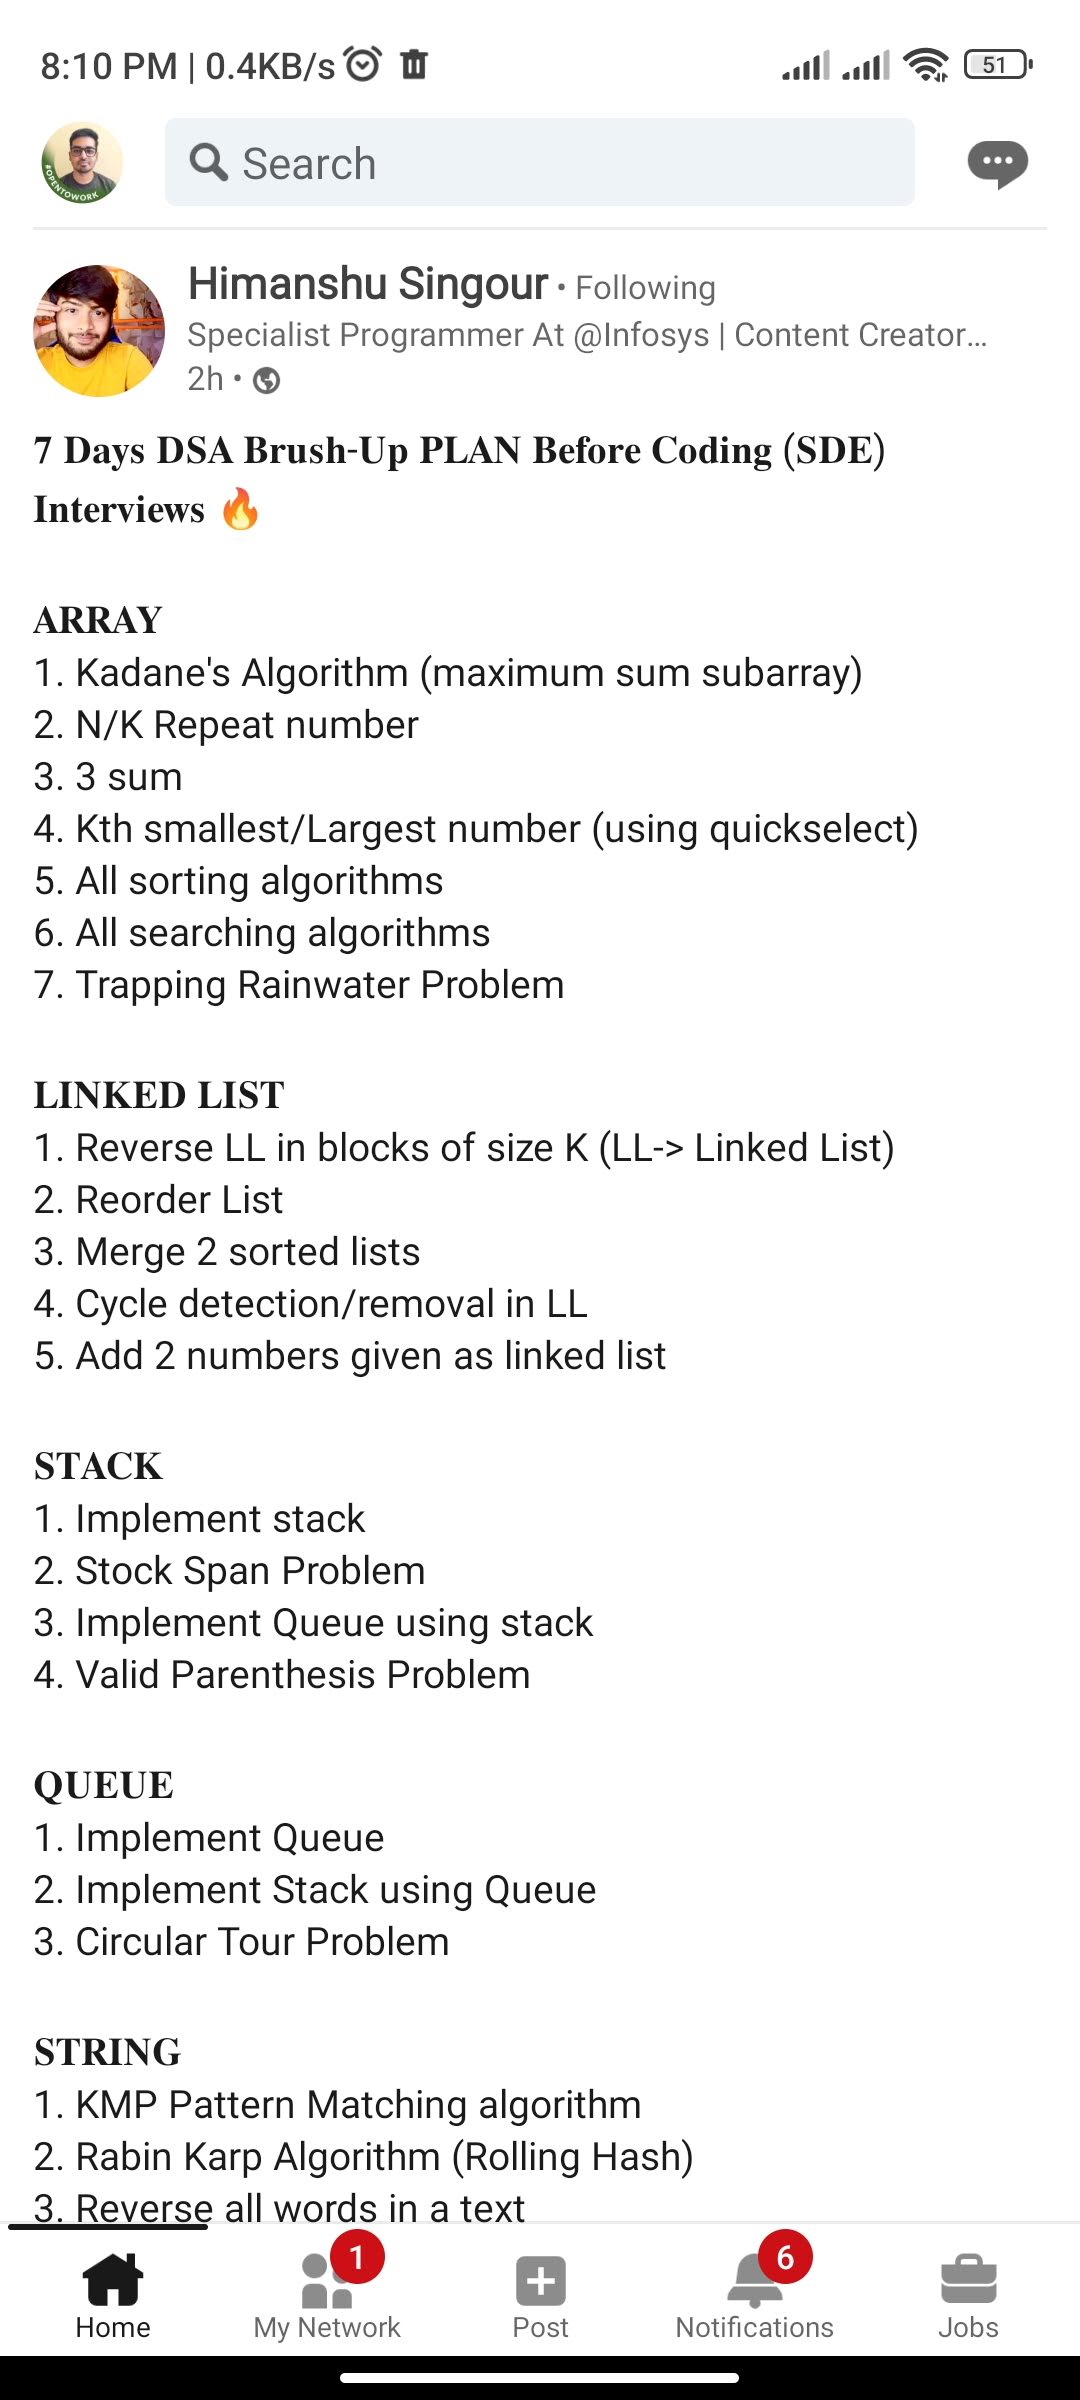 8:10 PM | 0.4KB/s
51
#OPENTOWORK
Search
Himanshu Singour • Following
Specialist Programmer At @Infosys | Content Creator...
2h •
7 Days DSA Brush-Up PLAN Before Coding (SDE)
Interviews 🔥
ARRAY
1. Kadane's Algorithm (maximum sum subarray)
2. N/K Repeat number
3. 3 sum
4. Kth smallest/Largest number (using quickselect)
5. All sorting algorithms
6. All searching algorithms
7. Trapping Rainwater Problem
LINKED LIST
1. Reverse LL in blocks of size K (LL-> Linked List)
2. Reorder List
3. Merge 2 sorted lists
4. Cycle detection/removal in LL
5. Add 2 numbers given as linked list
STACK
1. Implement stack
2. Stock Span Problem
3. Implement Queue using stack
4. Valid Parenthesis Problem
QUEUE
1. Implement Queue
2. Implement Stack using Queue
3. Circular Tour Problem
STRING
1. KMP Pattern Matching algorithm
2. Rabin Karp Algorithm (Rolling Hash)
3. Reverse all words in a text
1
6
Home
My Network
Post
Notifications
Jobs